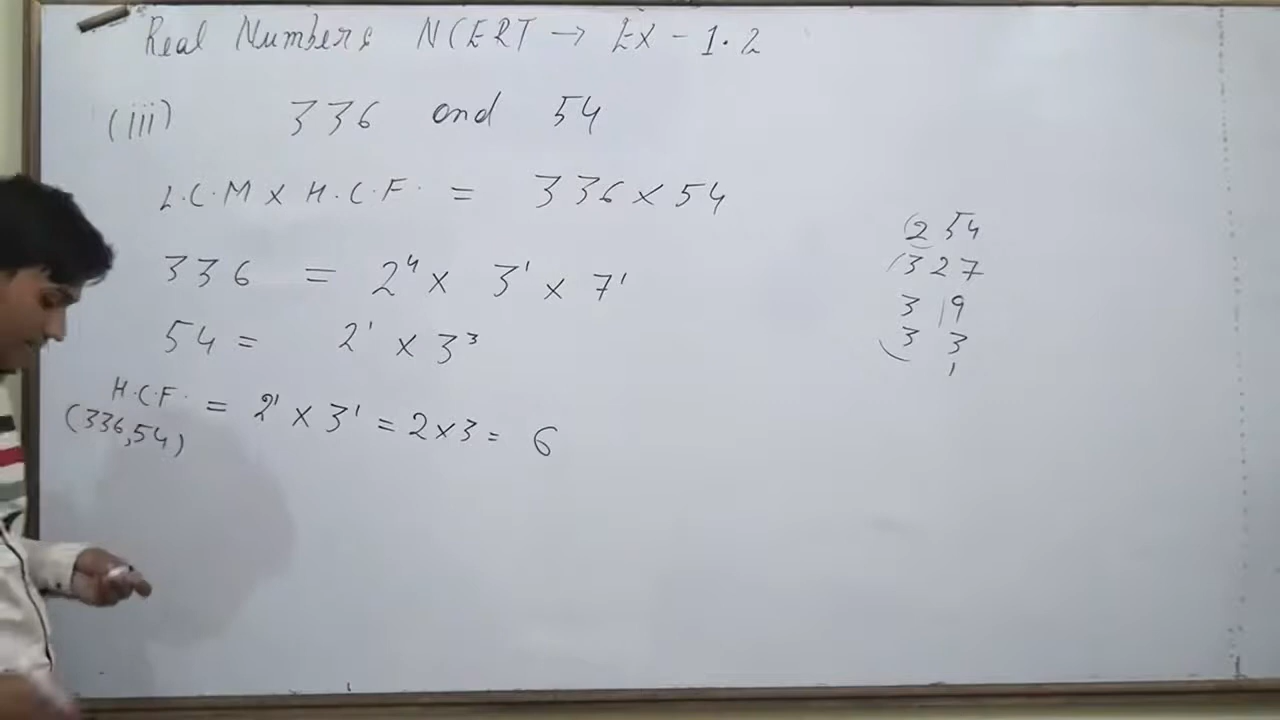 Real Numbers NCERT → EX - 1.2
(iii) 336 and 54
L.C.M × H.C.F. = 336 × 54
336 = 2⁴ × 3¹ × 7¹
54 = 2¹ × 3³
H.C.F. (336,54) = 2¹ × 3¹ = 2×3 = 6
2 54
3 27
3 9
3 3
1